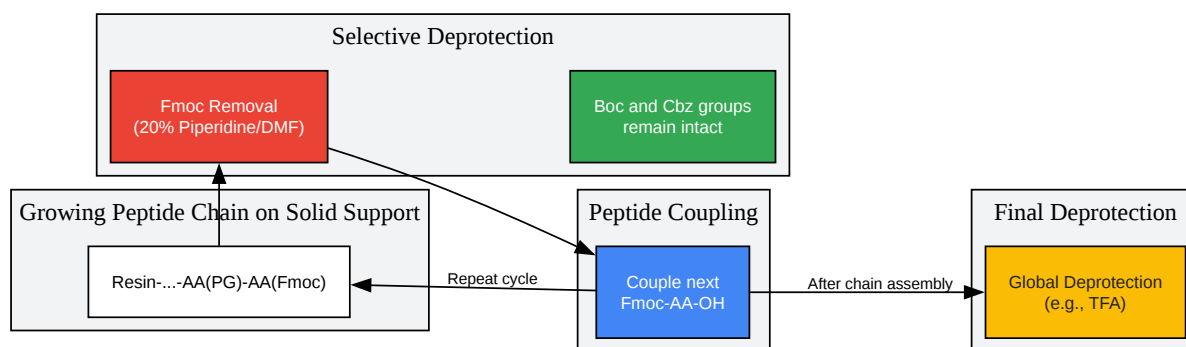 Selective Deprotection
Fmoc Removal
(20% Piperidine/DMF)
Boc and Cbz groups
remain intact
Growing Peptide Chain on Solid Support
Resin-...-AA(PG)-AA(Fmoc)
Repeat cycle
Peptide Coupling
Couple next
Fmoc-AA-OH
After chain assembly
Final Deprotection
Global Deprotection
(e.g., TFA)